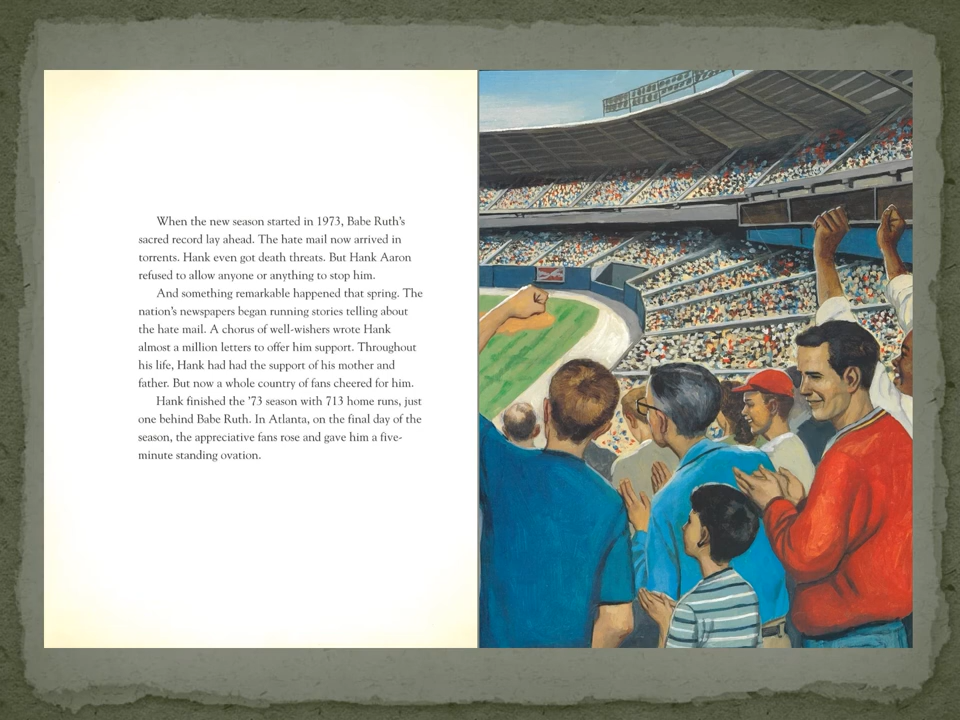 When the new season started in 1973, Babe Ruth's
sacred record lay ahead. The hate mail now arrived in
torrents. Hank even got death threats. But Hank Aaron
refused to allow anyone or anything to stop him.
And something remarkable happened that spring. The
nation's newspapers began running stories telling about
the hate mail. A chorus of well-wishers wrote Hank
almost a million letters to offer him support. Throughout
his life, Hank had had the support of his mother and
father. But now a whole country of fans cheered for him.
Hank finished the '73 season with 713 home runs, just
one behind Babe Ruth. In Atlanta, on the final day of the
season, the appreciative fans rose and gave him a five-
minute standing ovation.